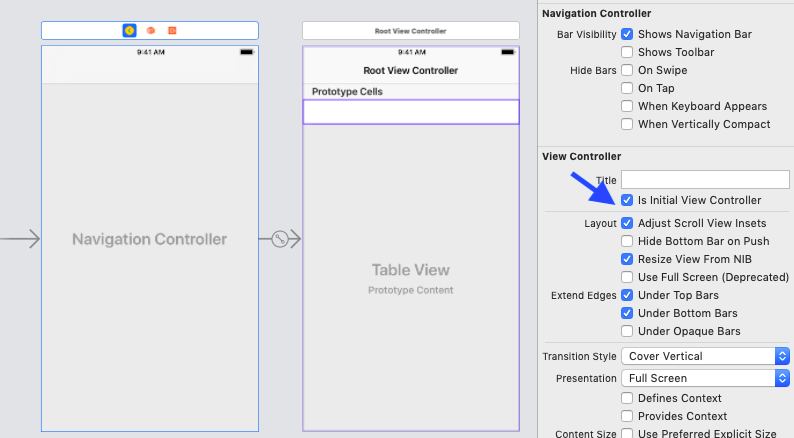 Root View Controller
9:41 AM
Navigation Controller
9:41 AM
Root View Controller
Prototype Cells
Table View
Prototype Content
Navigation Controller
Bar Visibility Shows Navigation Bar
Shows Toolbar
Hide Bars On Swipe
On Tap
When Keyboard Appears
When Vertically Compact
View Controller
Title
Is Initial View Controller
Layout Adjust Scroll View Insets
Hide Bottom Bar on Push
Resize View From NIB
Use Full Screen (Deprecated)
Extend Edges Under Top Bars
Under Bottom Bars
Under Opaque Bars
Transition Style Cover Vertical
Presentation Full Screen
Defines Context
Provides Context
Content Size Use Preferred Explicit Size